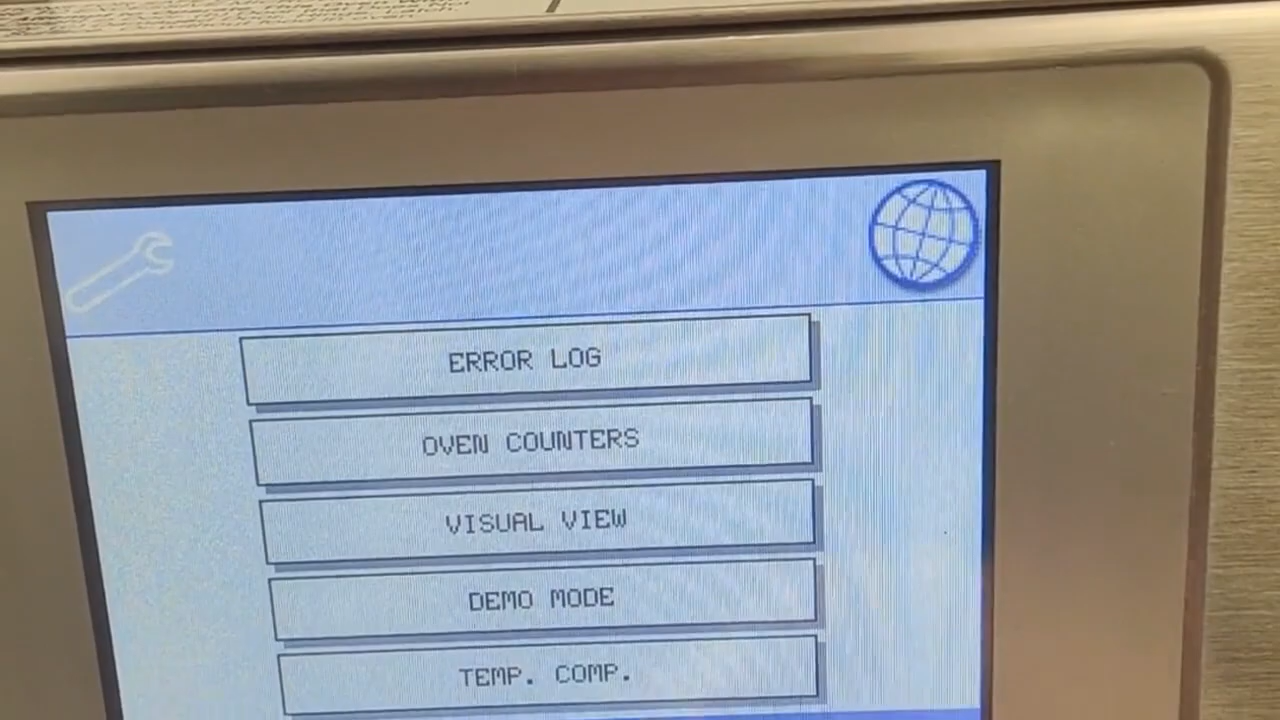 ERROR LOG
OVEN COUNTERS
VISUAL VIEW
DEMO MODE
TEMP. COMP.